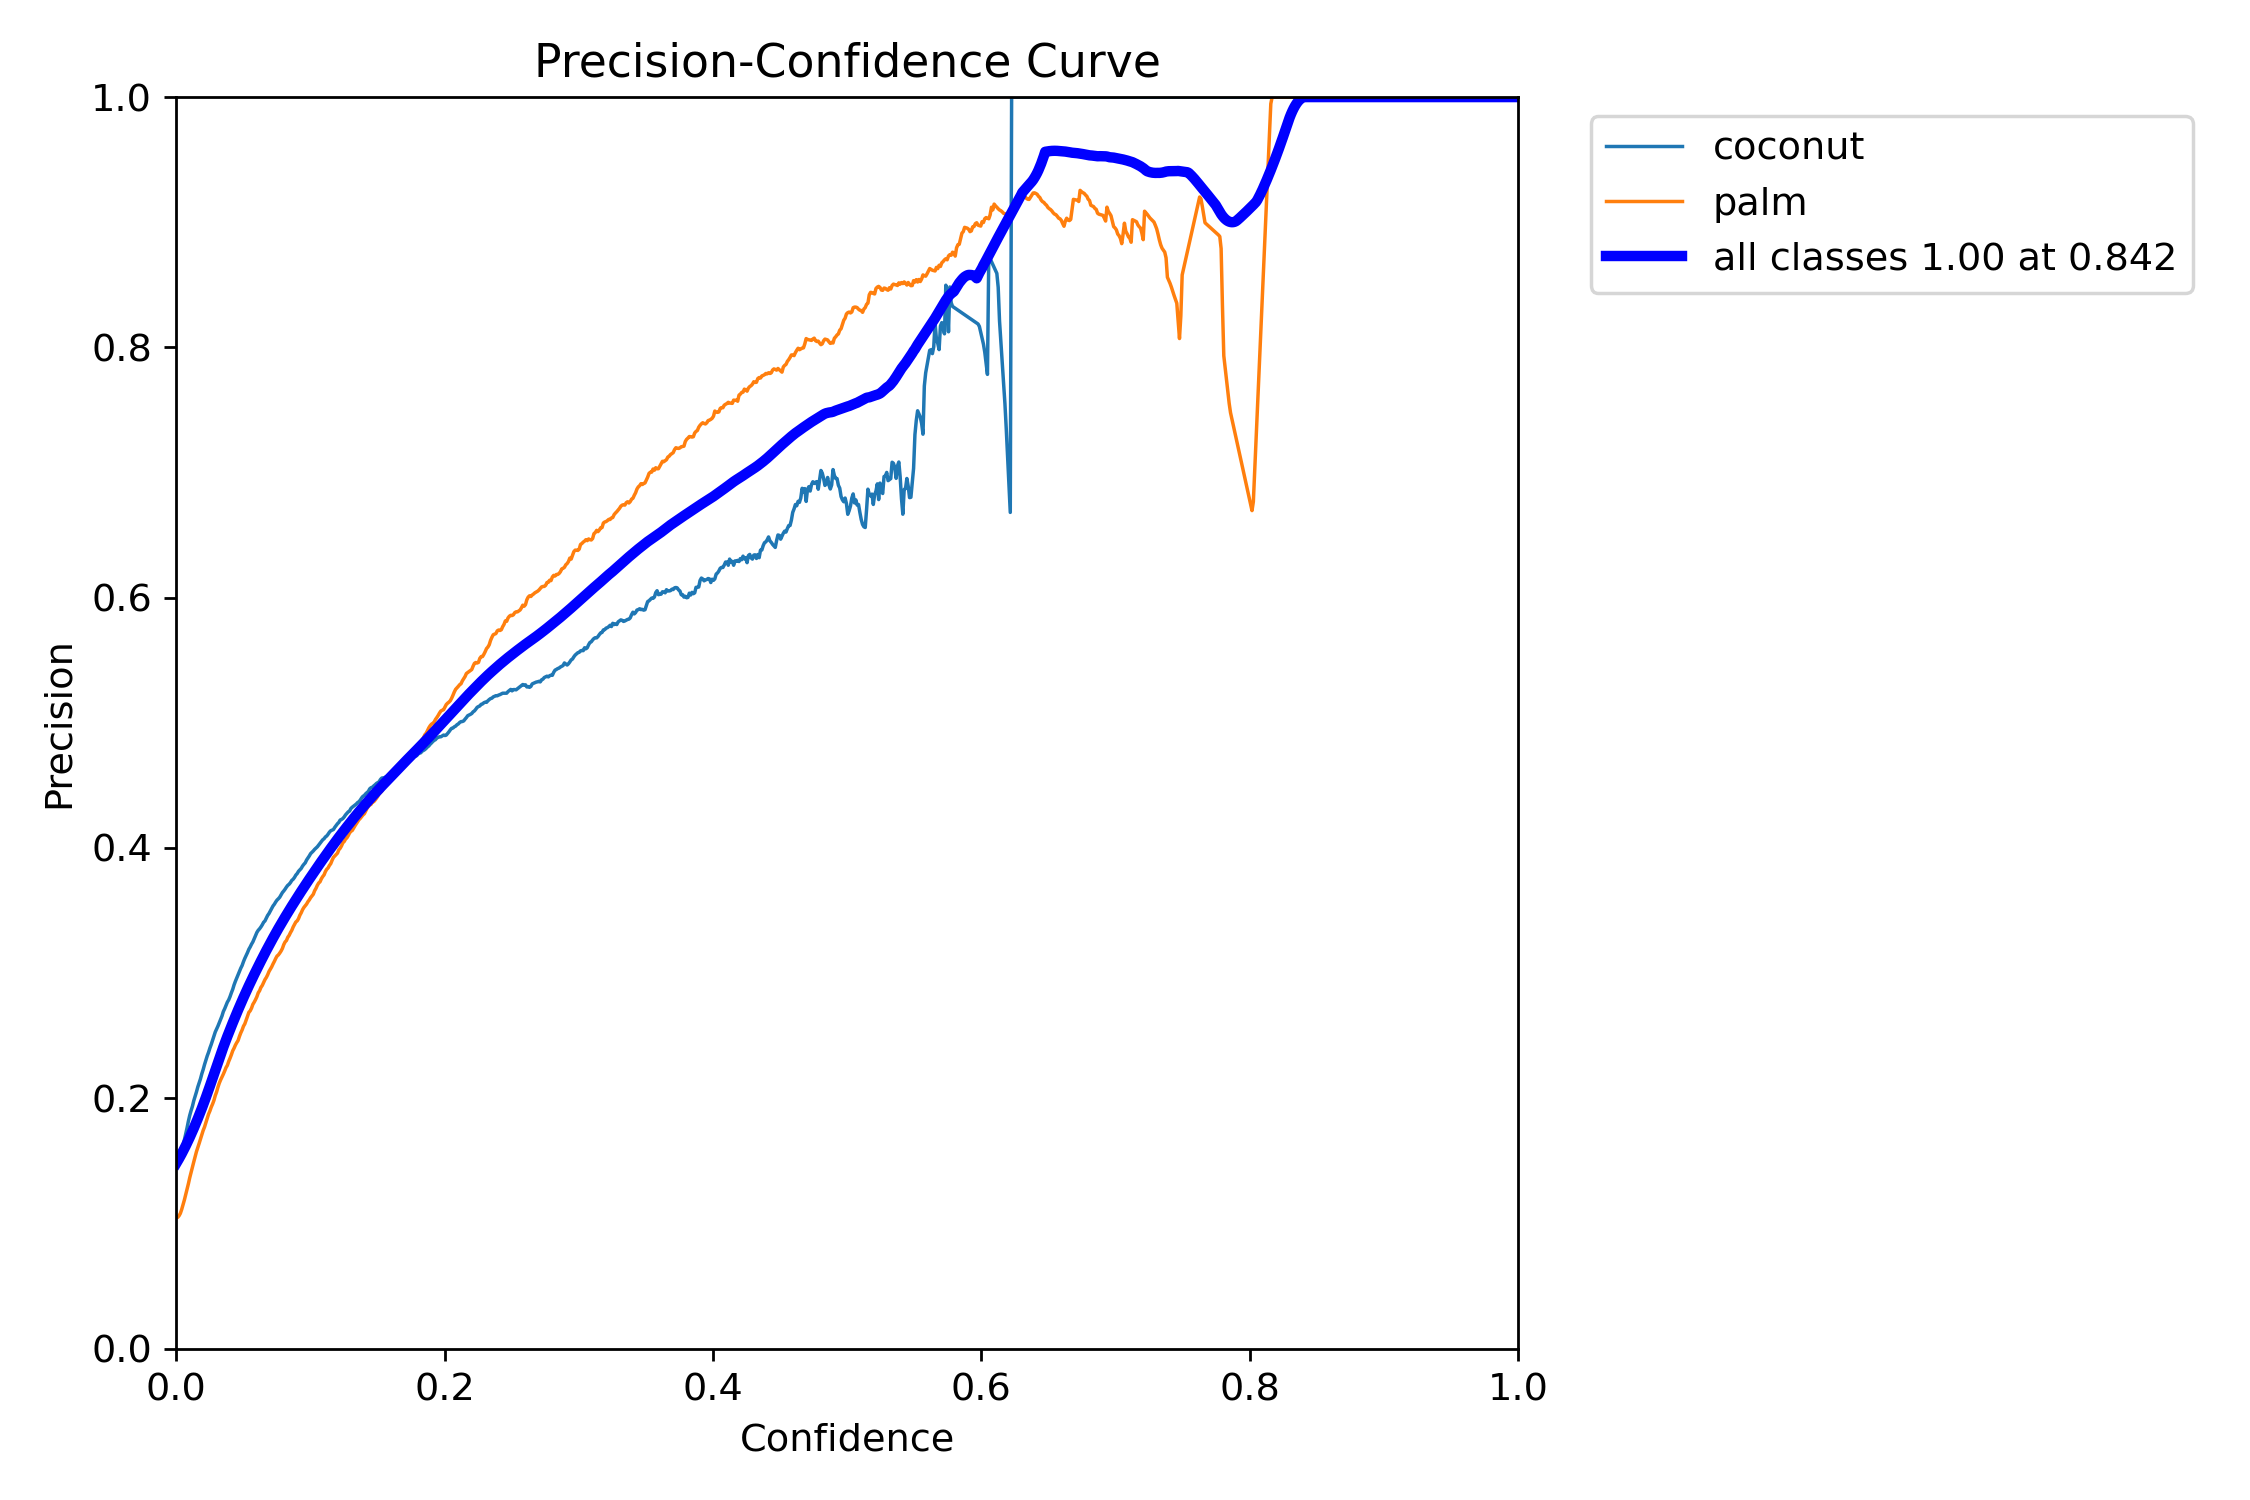 Precision-Confidence Curve
1.0
0.8
0.6
0.4
0.2
0.0
Precision
0.0 0.2 0.4 0.6 0.8 1.0
Confidence
coconut
palm
all classes 1.00 at 0.842